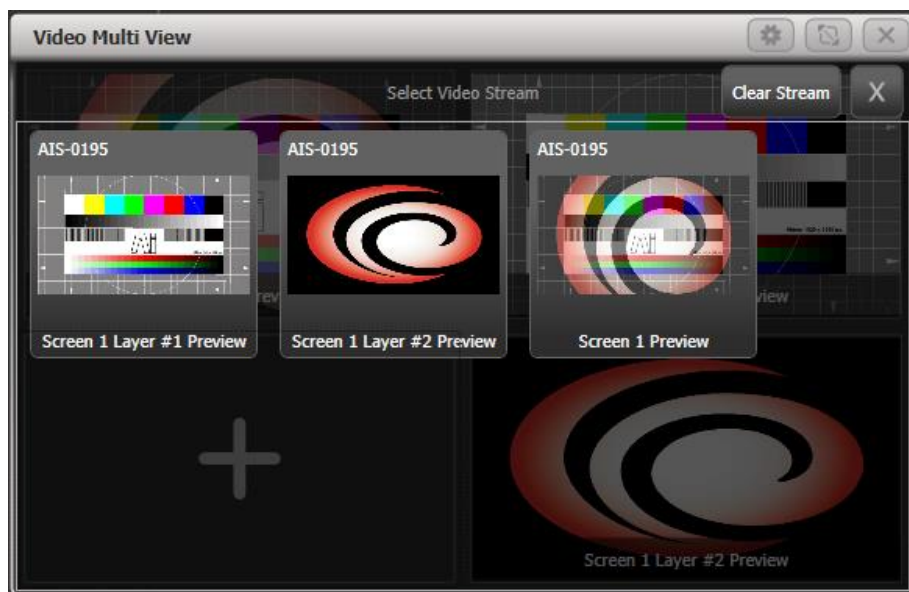 Video Multi View
Select Video Stream
Clear Stream
X
AIS-0195
AIS-0195
AIS-0195
Screen 1 Layer #1 Preview
Screen 1 Layer #2 Preview
Screen 1 Preview
Screen 1 Layer #2 Preview